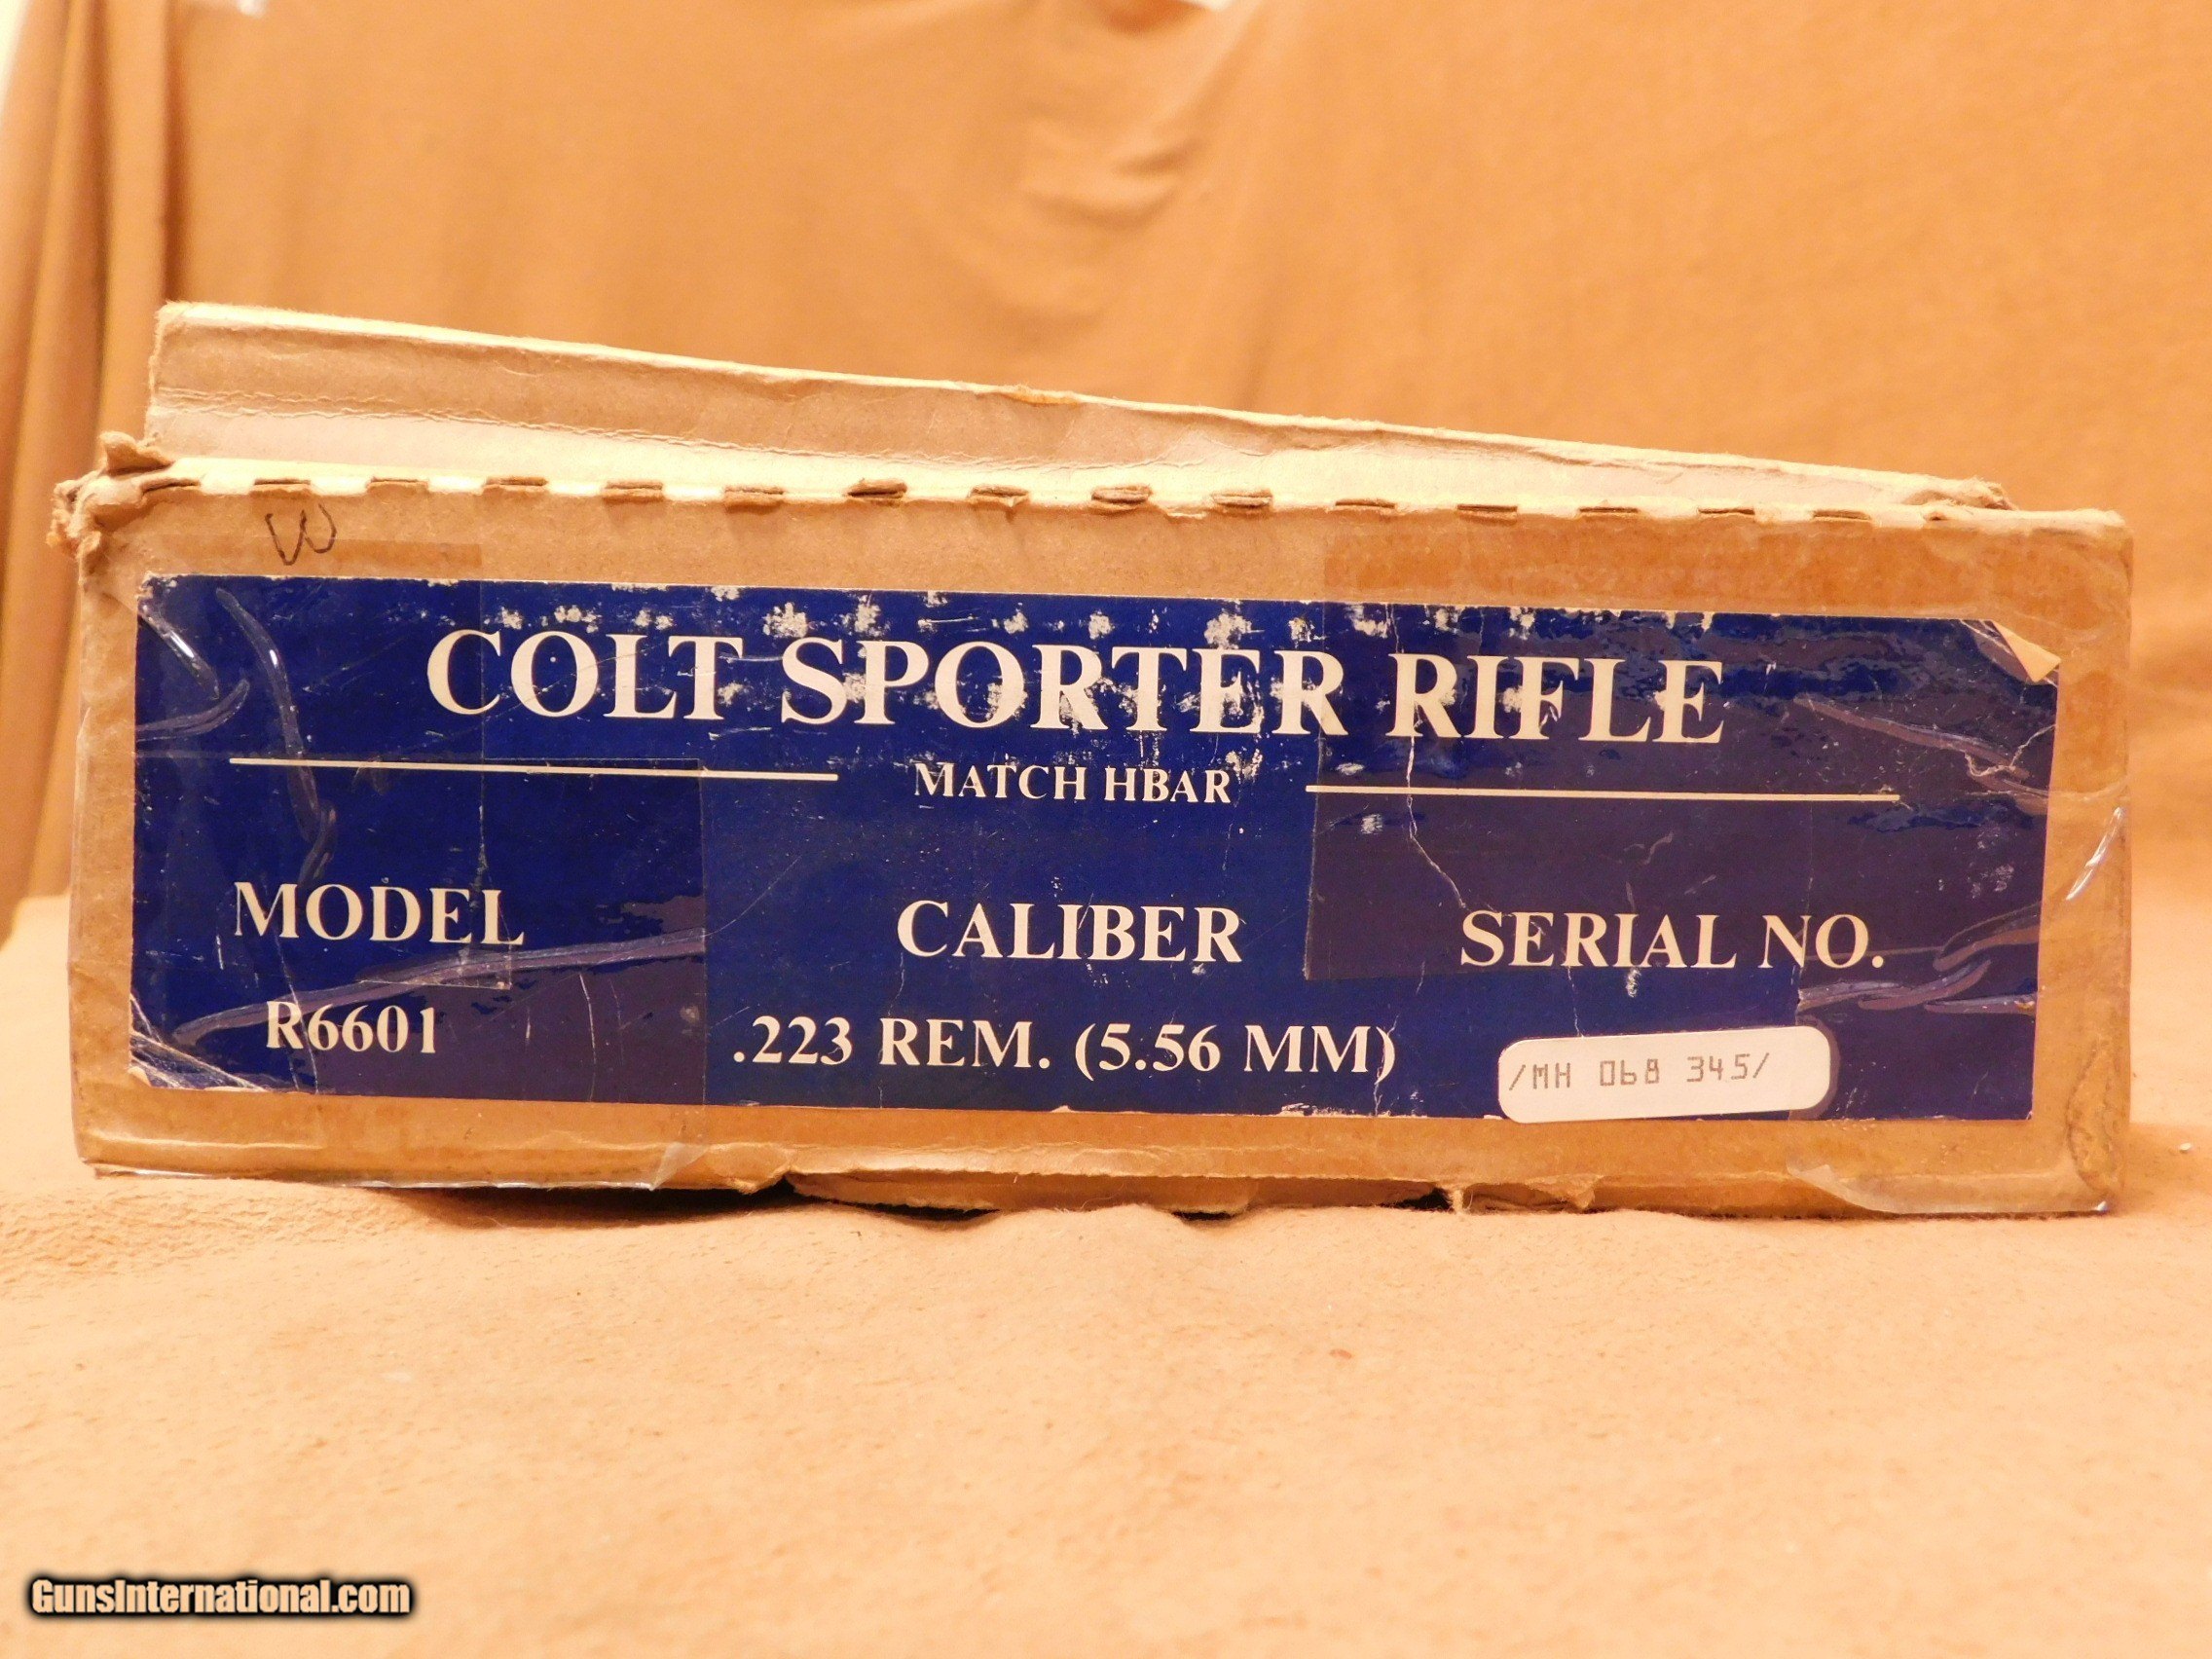 W
COLT SPORTER RIFLE
MATCH HBAR
MODEL CALIBER SERIAL NO.
R6601 .223 REM. (5.56 MM) /MH 068 345/
GunsInternational.com